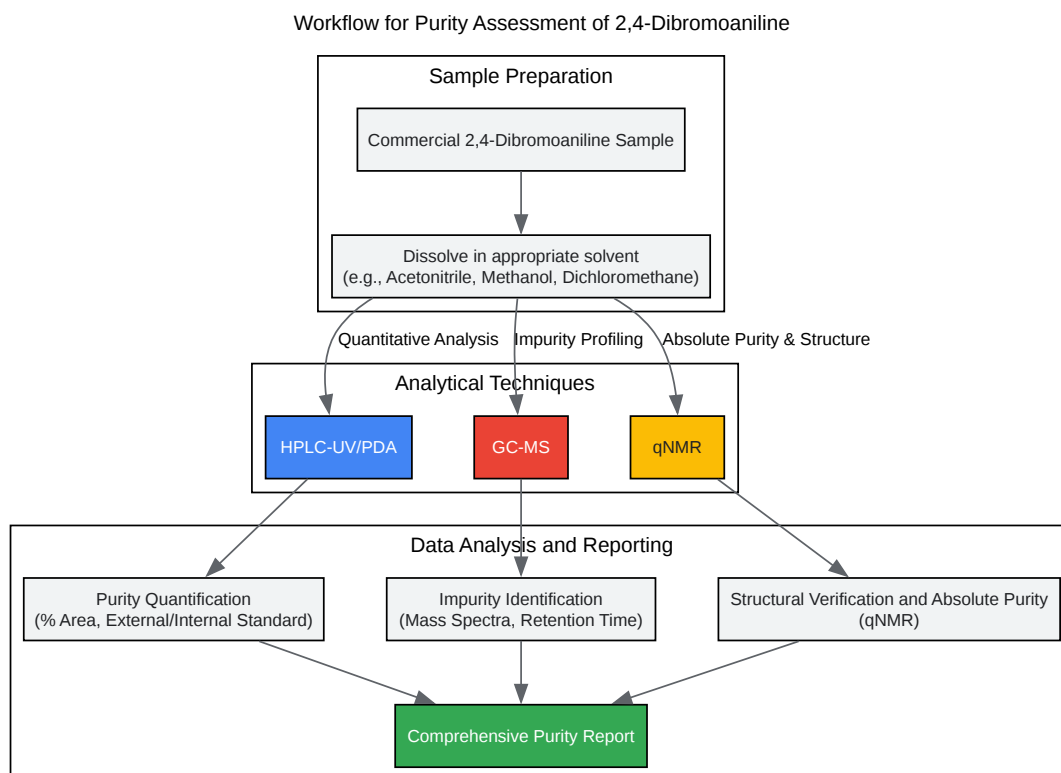 Workflow for Purity Assessment of 2,4-Dibromoaniline
Sample Preparation
Commercial 2,4-Dibromoaniline Sample
Dissolve in appropriate solvent
(e.g., Acetonitrile, Methanol, Dichloromethane)
Quantitative Analysis
Impurity Profiling
Absolute Purity & Structure
Analytical Techniques
HPLC-UV/PDA
GC-MS
qNMR
Data Analysis and Reporting
Purity Quantification
(% Area, External/Internal Standard)
Impurity Identification
(Mass Spectra, Retention Time)
Structural Verification and Absolute Purity
(qNMR)
Comprehensive Purity Report